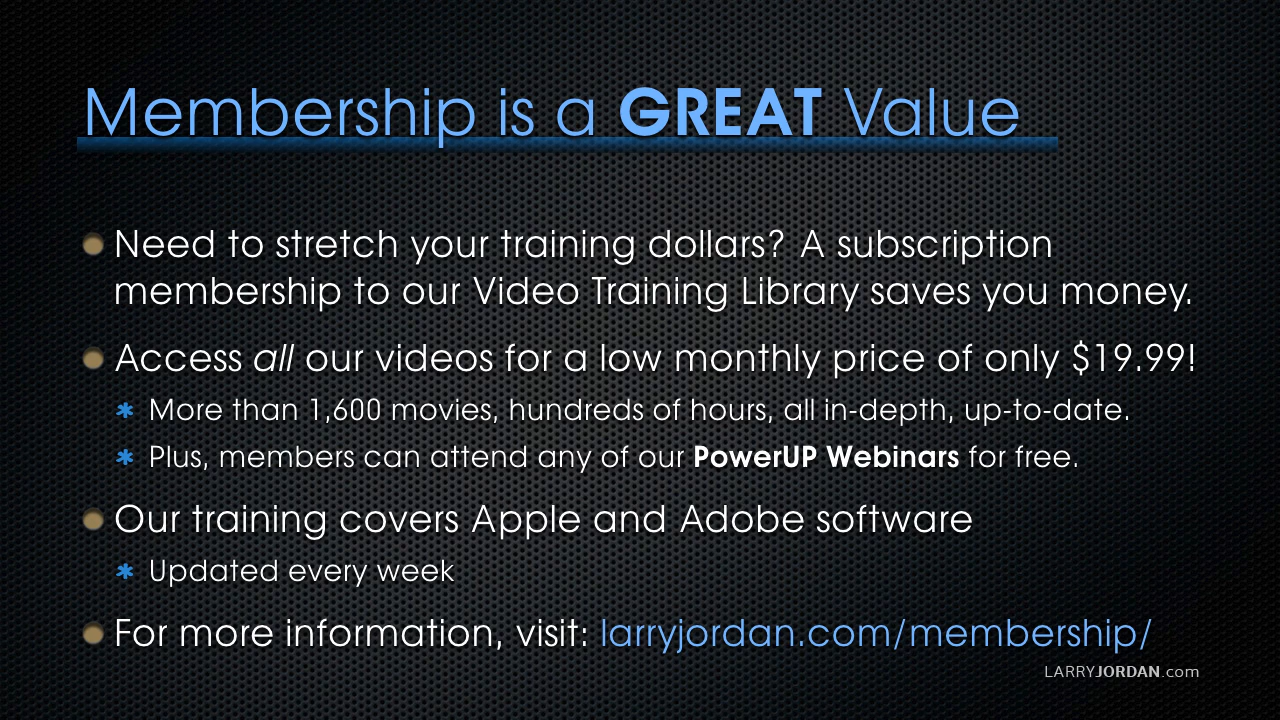 Membership is a GREAT Value
Need to stretch your training dollars? A subscription
membership to our Video Training Library saves you money.
Access all our videos for a low monthly price of only $19.99!
More than 1,600 movies, hundreds of hours, all in-depth, up-to-date.
Plus, members can attend any of our PowerUP Webinars for free.
Our training covers Apple and Adobe software
Updated every week
For more information, visit: larryjordan.com/membership/
LARRYJORDAN.com